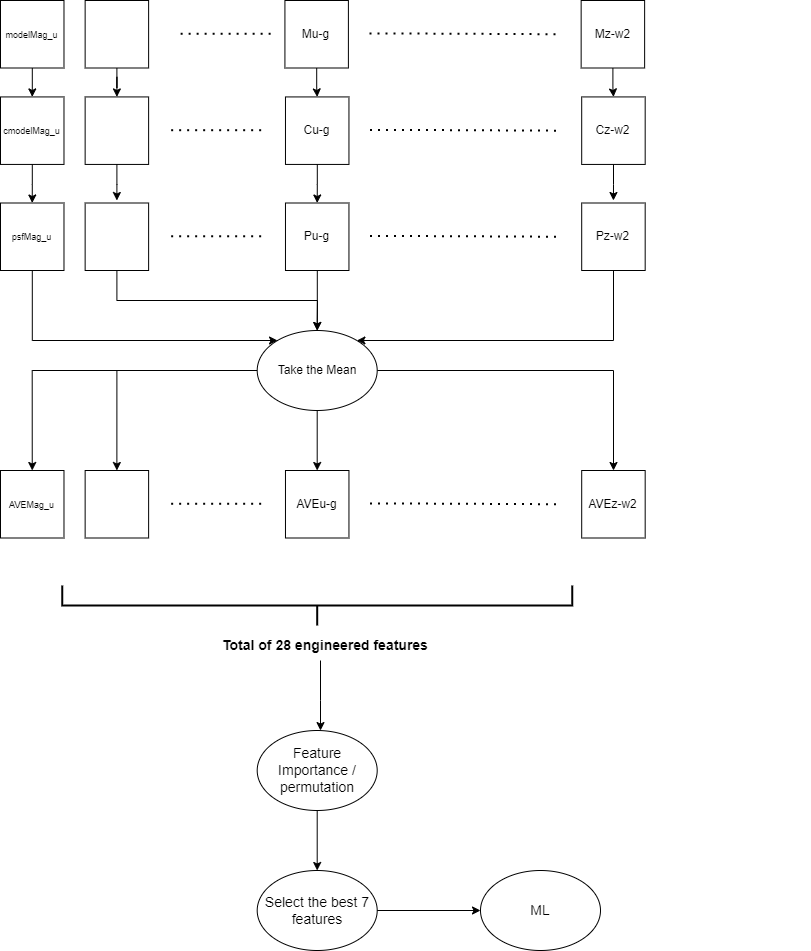 modelMag_u
Mu-g
Mz-w2
cmodelMag_u
Cu-g
Cz-w2
psfMag_u
Pu-g
Pz-w2
Take the Mean
AVEMag_u
AVEu-g
AVEz-w2
Total of 28 engineered features
Feature
Importance /
permutation
Select the best 7
features
ML